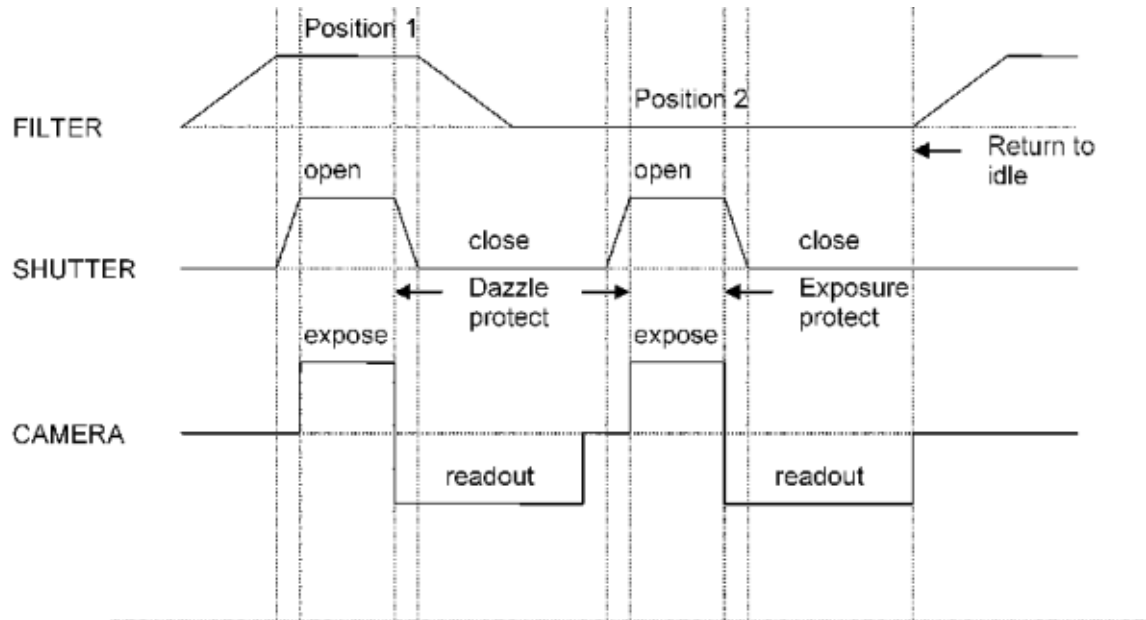 Position 1
Position 2
FILTER
Return to
idle
open
open
close
close
SHUTTER
Dazzle
protect
Exposure
protect
expose
expose
CAMERA
readout
readout